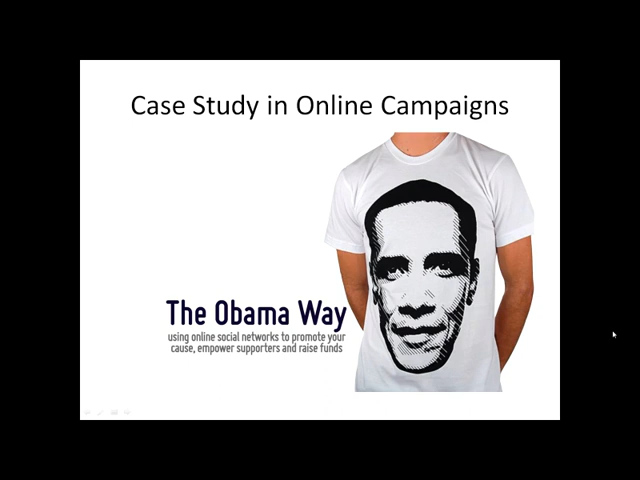 Case Study in Online Campaigns
The Obama Way
using online social networks to promote your
cause, empower supporters and raise funds